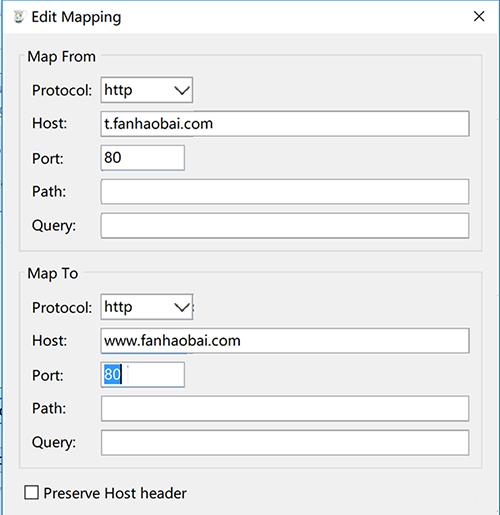 Edit Mapping
Map From
Protocol: http
Host: t.fanhaobai.com
Port: 80
Path:
Query:
Map To
Protocol: http
Host: www.fanhaobai.com
Port: 80
Path:
Query:
Preserve Host header